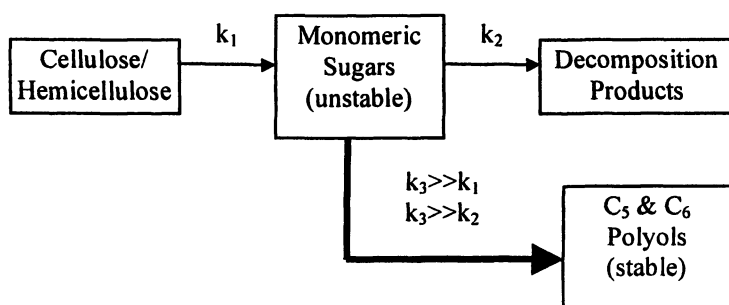 Cellulose/
Hemicellulose
k₁
Monomeric
Sugars
(unstable)
k₂
Decomposition
Products
k₃>>k₁
k₃>>k₂
C₅ & C₆
Polyols
(stable)